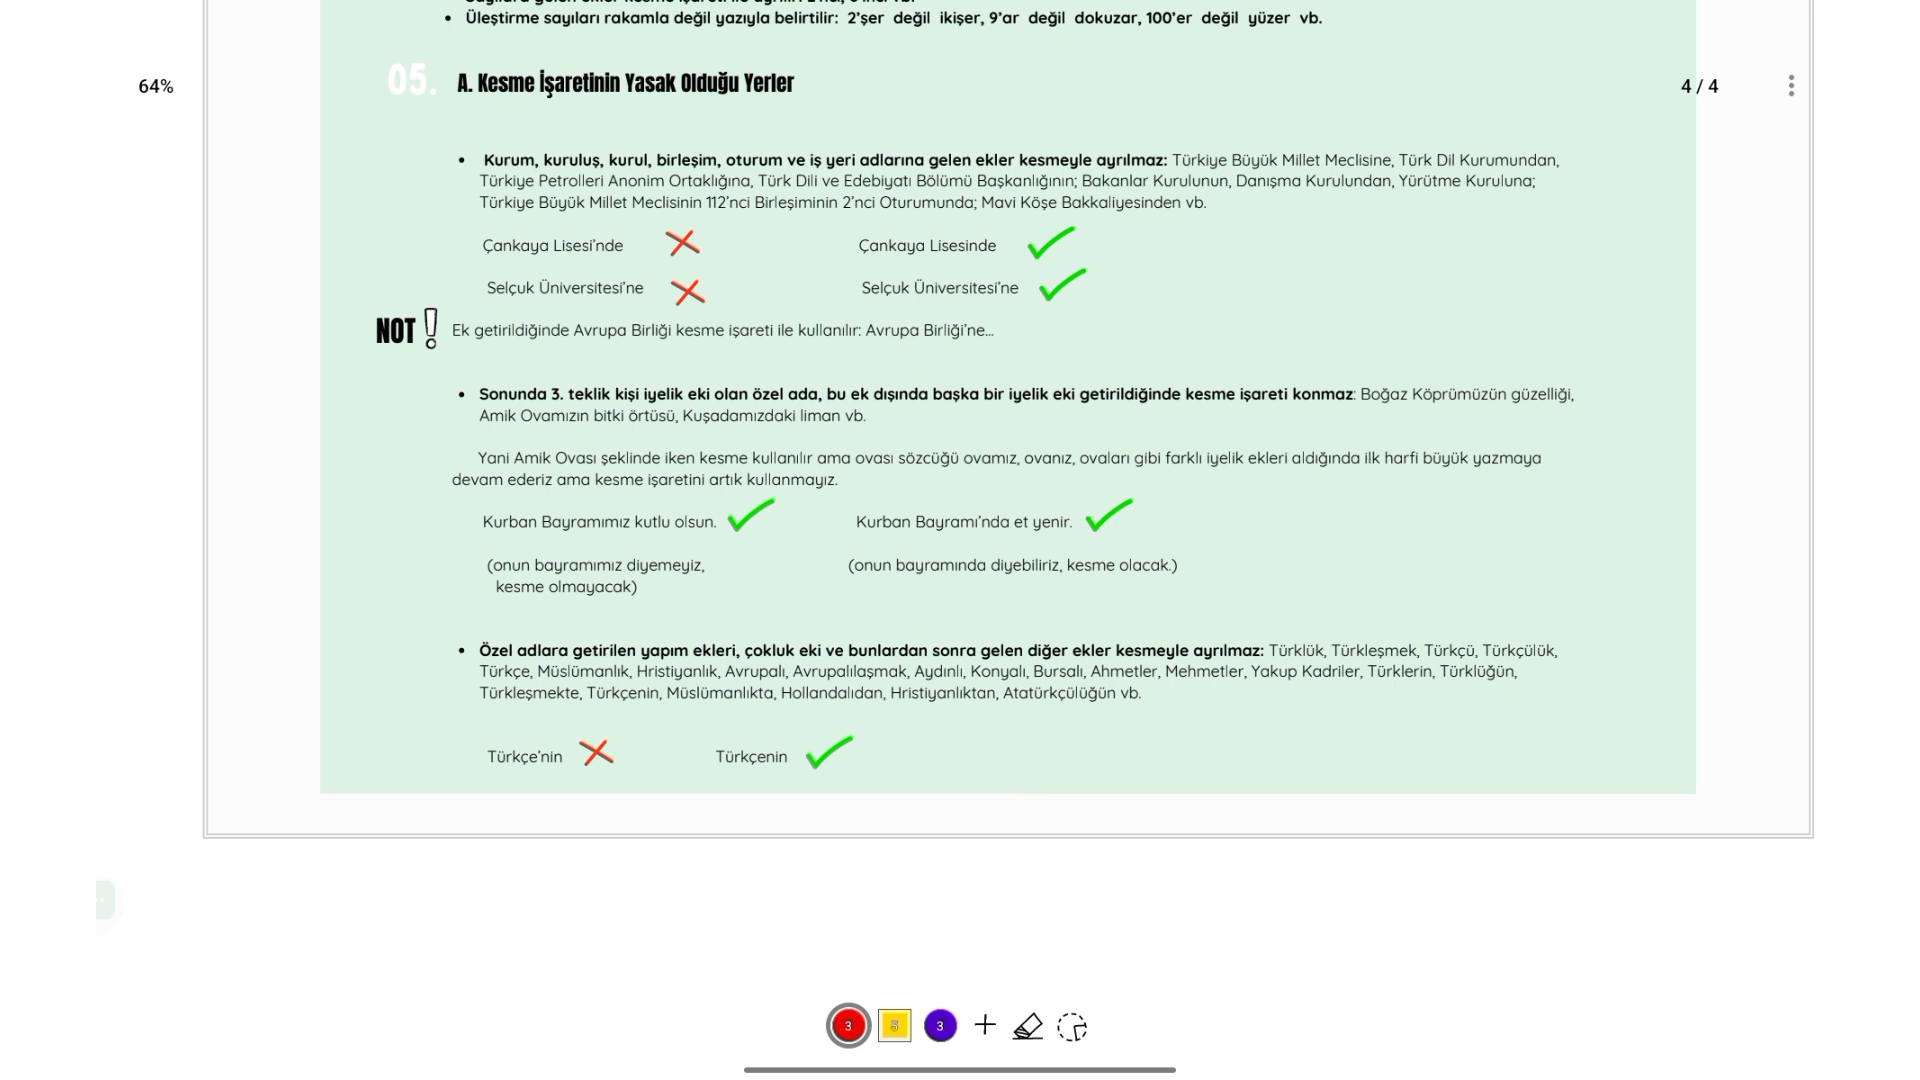 Üleştirme sayıları rakamla değil yazıyla belirtilir: 2’şer değil ikişer, 9’ar değil dokuzar, 100’er değil yüzer vb.
64%
05. A. Kesme İşaretinin Yasak Olduğu Yerler
4 / 4
Kurum, kuruluş, kurul, birleşim, oturum ve iş yeri adlarına gelen ekler kesmeyle ayrılmaz: Türkiye Büyük Millet Meclisine, Türk Dil Kurumundan,
Türkiye Petrolleri Anonim Ortaklığına, Türk Dili ve Edebiyatı Bölümü Başkanlığının; Bakanlar Kurulunun, Danışma Kurulundan, Yürütme Kuruluna;
Türkiye Büyük Millet Meclisinin 112’nci Birleşiminin 2’nci Oturumunda; Mavi Köşe Bakkaliyesinden vb.
Çankaya Lisesi’nde Çankaya Lisesinde
Selçuk Üniversitesi’ne Selçuk Üniversitesi’ne
NOT! Ek getirildiğinde Avrupa Birliği kesme işareti ile kullanılır: Avrupa Birliği’ne...
Sonunda 3. teklik kişi iyelik eki olan özel ada, bu ek dışında başka bir iyelik eki getirildiğinde kesme işareti konmaz: Boğaz Köprümüzün güzelliği,
Amik Ovamızın bitki örtüsü, Kuşadamızdaki liman vb.
Yani Amik Ovası şeklinde iken kesme kullanılır ama ovası sözcüğü ovamız, ovanız, ovaları gibi farklı iyelik ekleri aldığında ilk harfi büyük yazmaya
devam ederiz ama kesme işaretini artık kullanmayız.
Kurban Bayramımız kutlu olsun. Kurban Bayramı’nda et yenir.
(onun bayramımız diyemeyiz, (onun bayramında diyebiliriz, kesme olacak.)
kesme olmayacak)
Özel adlara getirilen yapım ekleri, çokluk eki ve bunlardan sonra gelen diğer ekler kesmeyle ayrılmaz: Türklük, Türkleşmek, Türkçü, Türkçülük,
Türkçe, Müslümanlık, Hristiyanlık, Avrupalı, Avrupalılaşmak, Aydınlı, Konyalı, Bursalı, Ahmetler, Mehmetler, Yakup Kadriler, Türklerin, Türklüğün,
Türkleşmekte, Türkçenin, Müslümanlıkta, Hollandalıdan, Hristiyanlıktan, Atatürkçülüğün vb.
Türkçe’nin Türkçenin
3 5 3